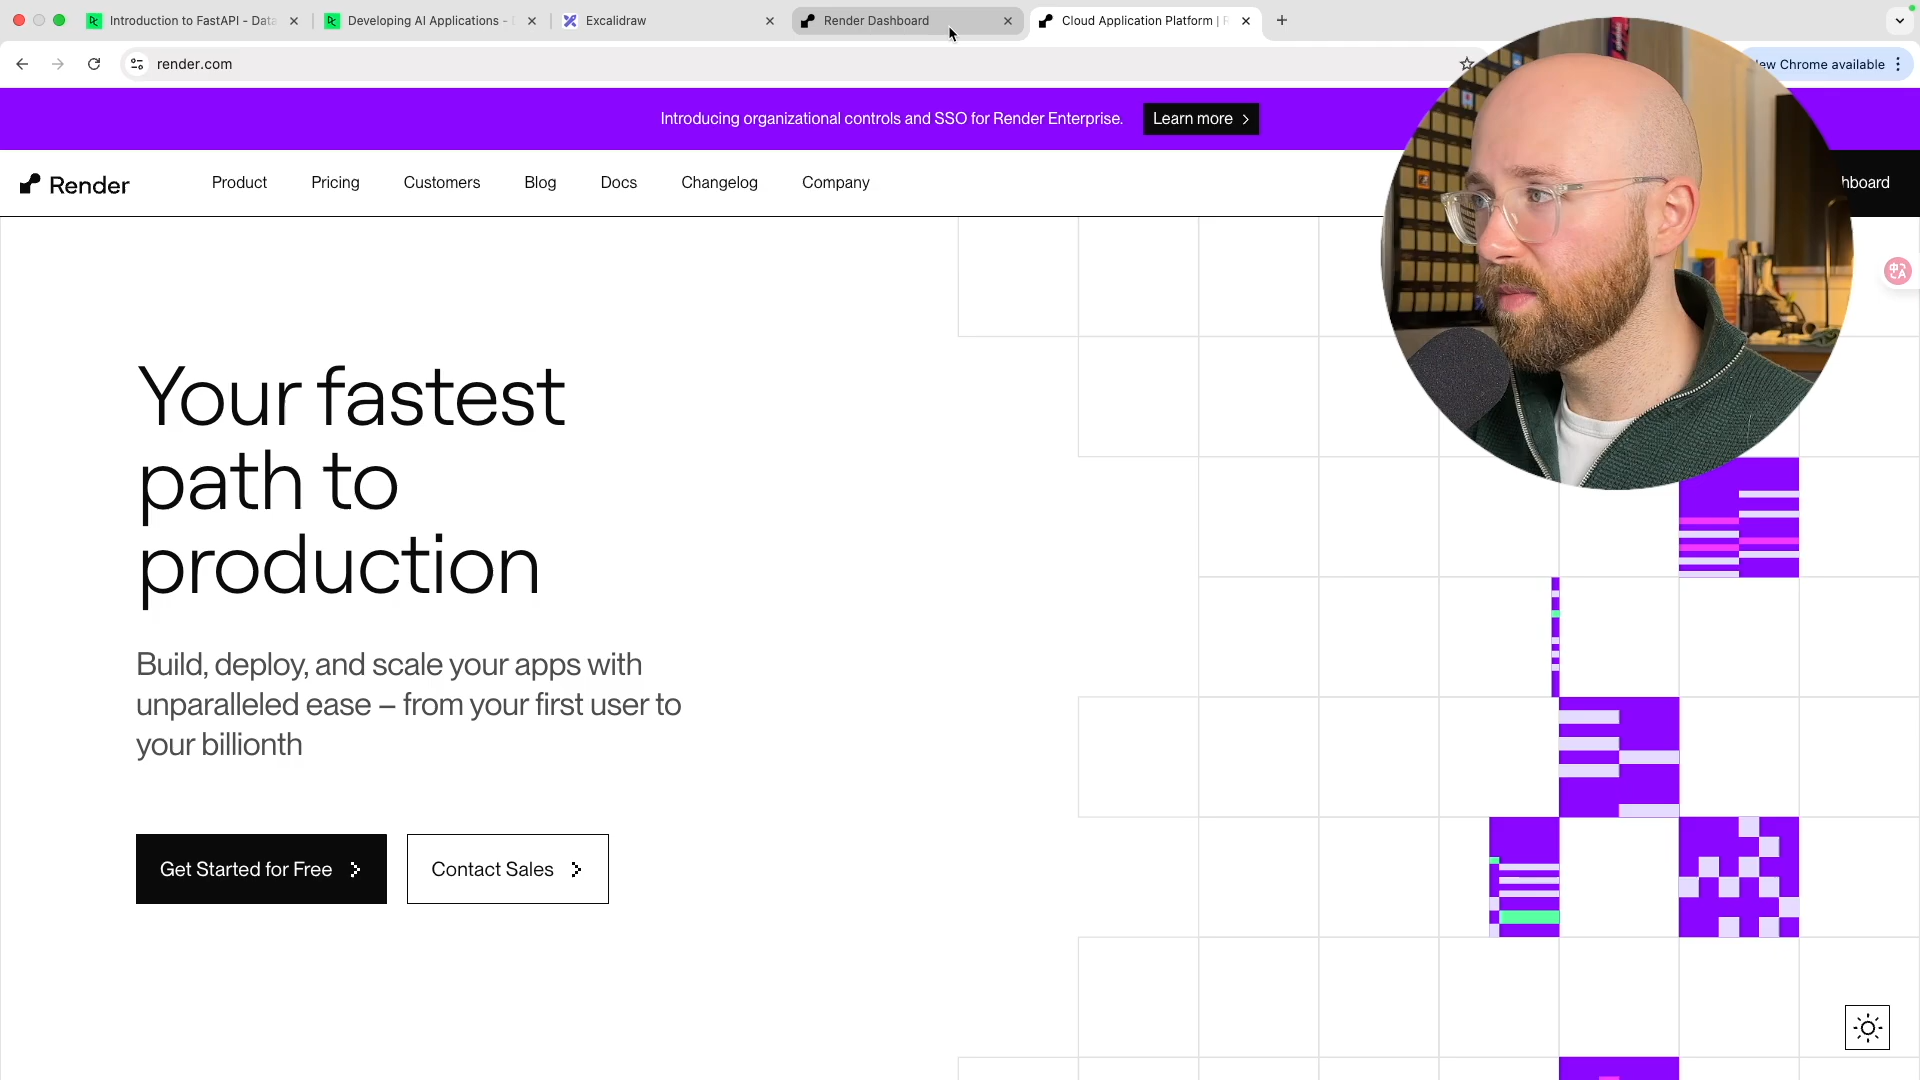 Introduction to FastAPI - Data
Developing AI Applications -
Excalidraw
Render Dashboard
Cloud Application Platform |
render.com
New Chrome available
Introducing organizational controls and SSO for Render Enterprise.
Learn more
Render
Product
Pricing
Customers
Blog
Docs
Changelog
Company
Your fastest
path to
production
Build, deploy, and scale your apps with
unparalleled ease – from your first user to
your billionth
Get Started for Free
Contact Sales